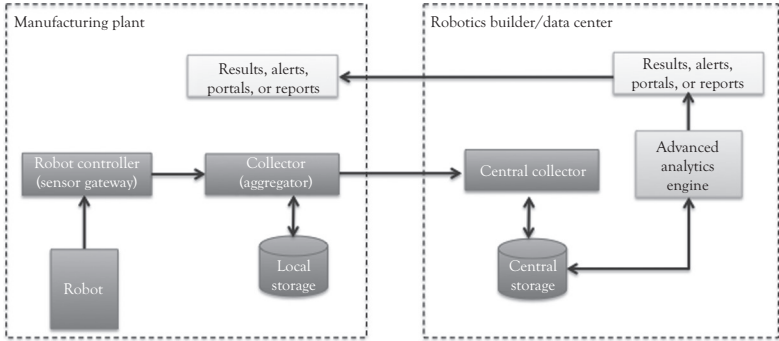 Manufacturing plant
Results, alerts,
portals, or reports
Robot controller
(sensor gateway)
Collector
(aggregator)
Local
storage
Robot
Robotics builder/data center
Results, alerts,
portals, or reports
Advanced
analytics
engine
Central collector
Central
storage